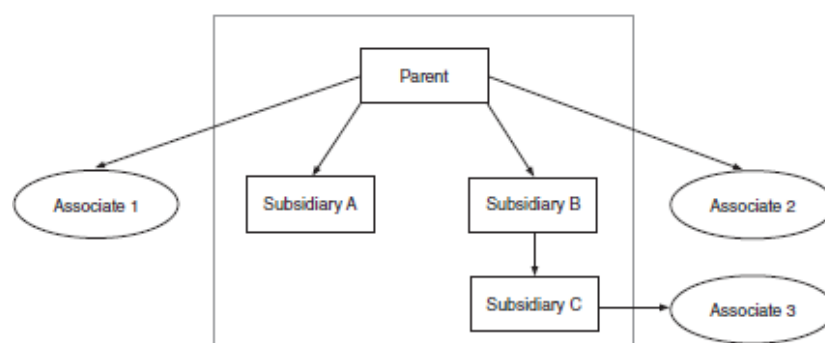 Parent
Associate 1
Subsidiary A
Subsidiary B
Associate 2
Subsidiary C
Associate 3